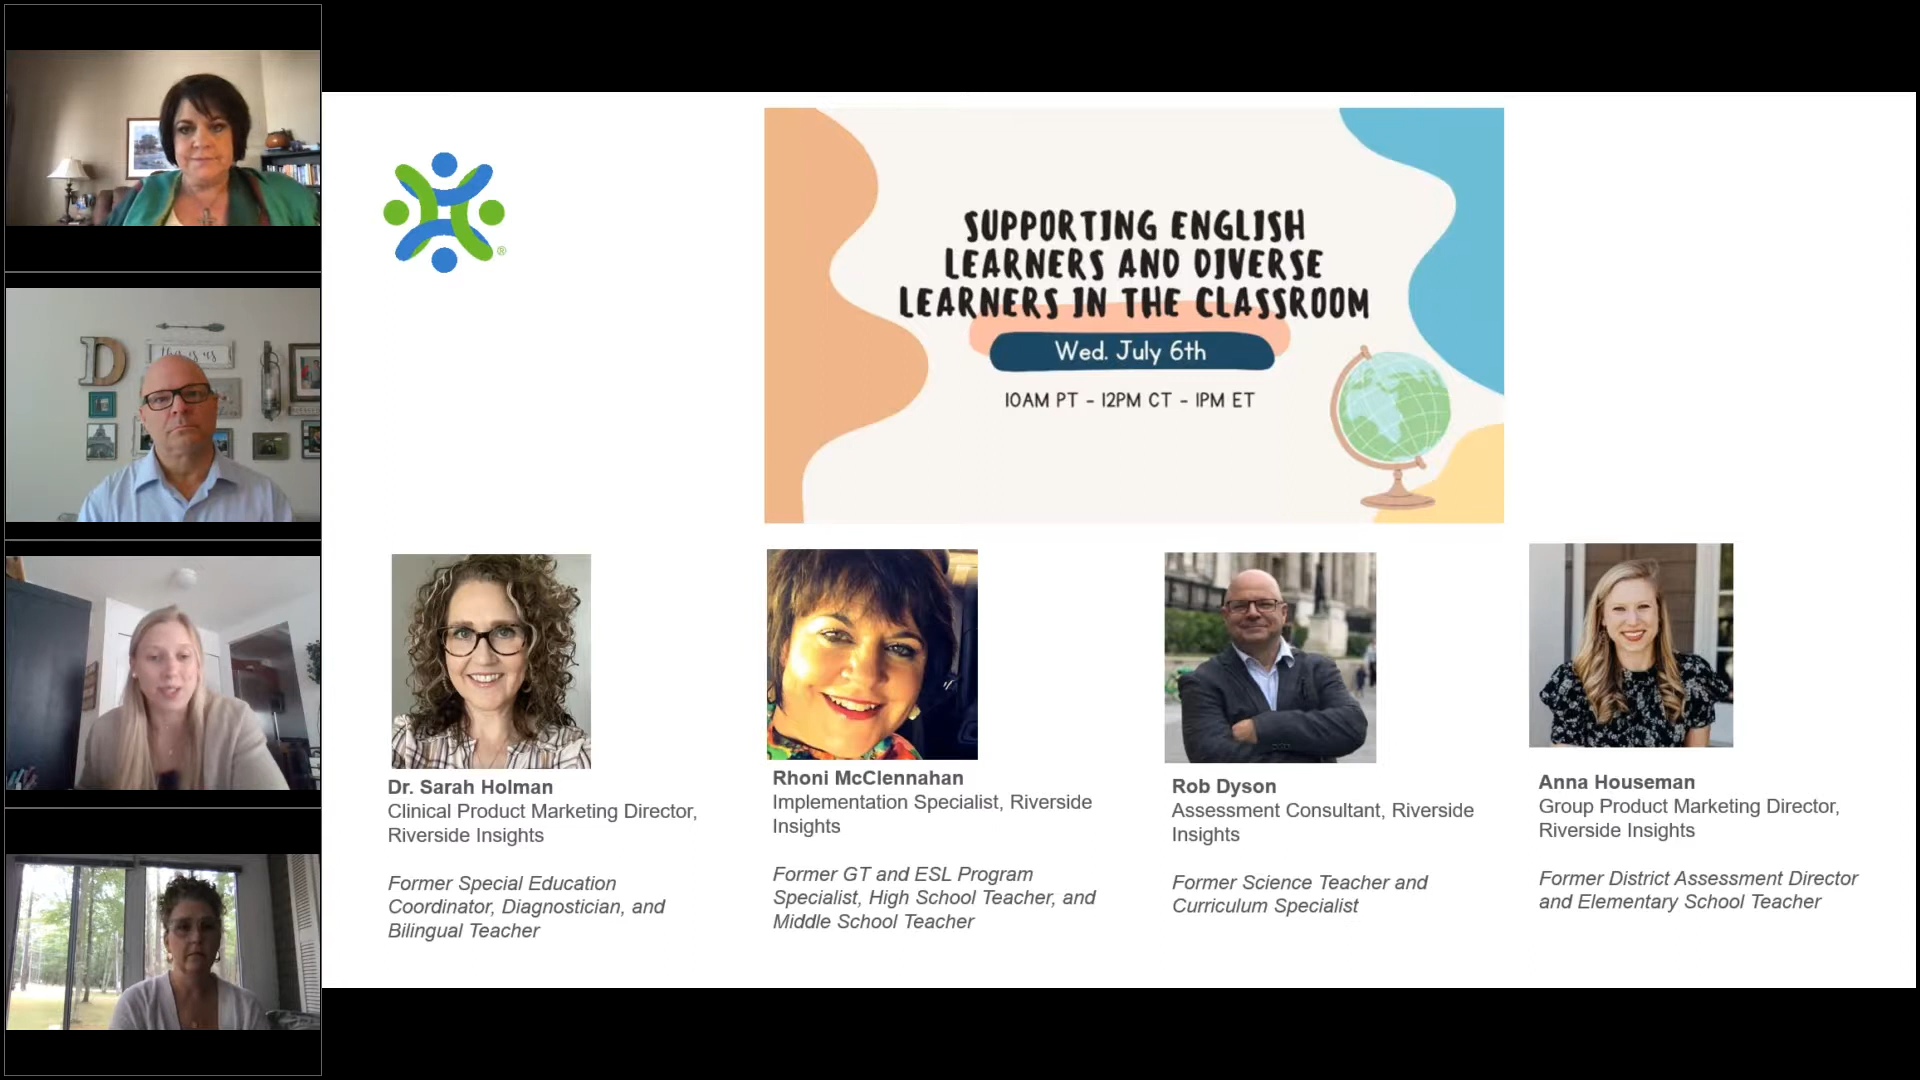 this is us
D
®
SUPPORTING ENGLISH
LEARNERS AND DIVERSE
LEARNERS IN THE CLASSROOM
Wed. July 6th
10AM PT - 12PM CT - 1PM ET
Dr. Sarah Holman
Clinical Product Marketing Director,
Riverside Insights
Former Special Education
Coordinator, Diagnostician, and
Bilingual Teacher
Rhoni McClennahan
Implementation Specialist, Riverside
Insights
Former GT and ESL Program
Specialist, High School Teacher, and
Middle School Teacher
Rob Dyson
Assessment Consultant, Riverside
Insights
Former Science Teacher and
Curriculum Specialist
Anna Houseman
Group Product Marketing Director,
Riverside Insights
Former District Assessment Director
and Elementary School Teacher